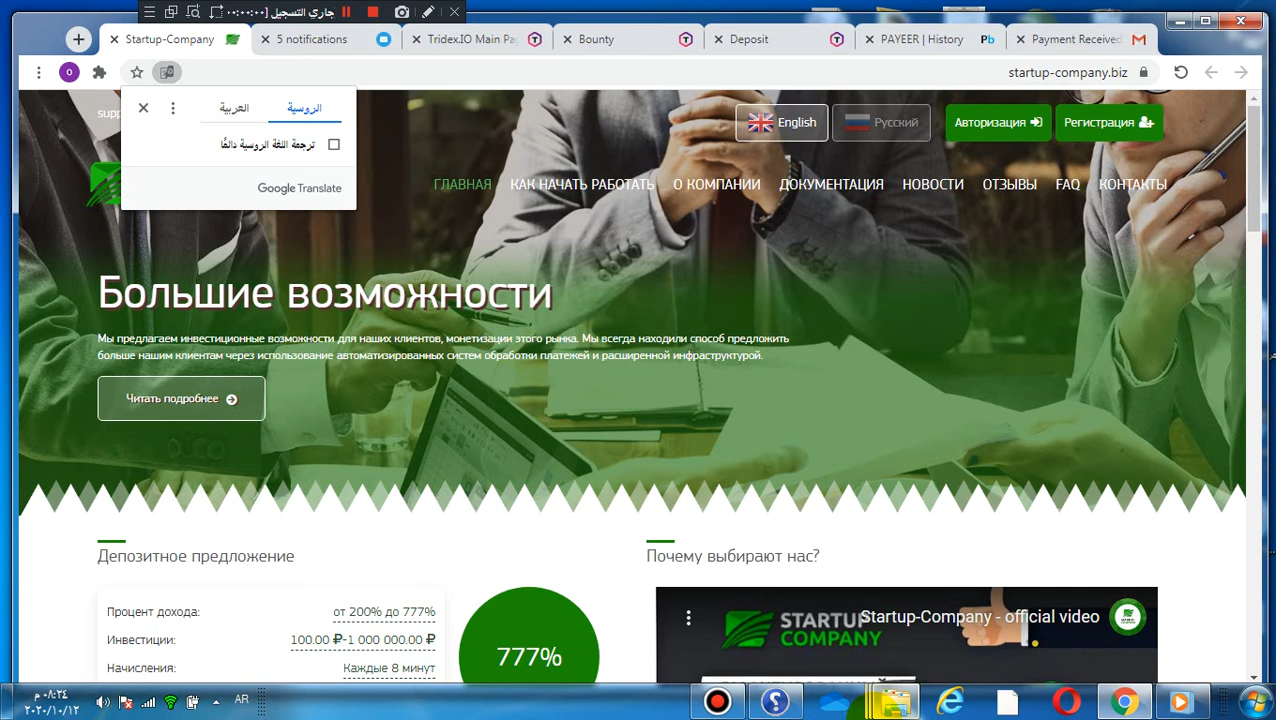 جاري التسجيل [٠٠:٠٠:٠٠]
Startup-Company
5 notifications
Tridex.IO Main Pa
Bounty
Deposit
PAYEER | History
Payment Received
startup-company.biz
العربية
الروسية
ترجمة اللغة الروسية دائمًا
Google Translate
supp
English
Русский
Авторизация
Регистрация
ГЛАВНАЯ
КАК НАЧАТЬ РАБОТАТЬ
О КОМПАНИИ
ДОКУМЕНТАЦИЯ
НОВОСТИ
ОТЗЫВЫ
FAQ
КОНТАКТЫ
Большие возможности
Мы предлагаем инвестиционные возможности для наших клиентов, монетизации этого рынка. Мы всегда находили способ предложить
больше нашим клиентам через использование автоматизированных систем обработки платежей и расширенной инфраструктурой.
Читать подробнее
Депозитное предложение
Процент дохода: от 200% до 777%
Инвестиции: 100.00 ₽-1 000 000.00 ₽
Начисления: Каждые 8 минут
777%
Почему выбирают нас?
STARTUP
COMPANY
Startup-Company - official video
AR
٠٨:٢٤ م
٢٠٢٠/١٠/١٢